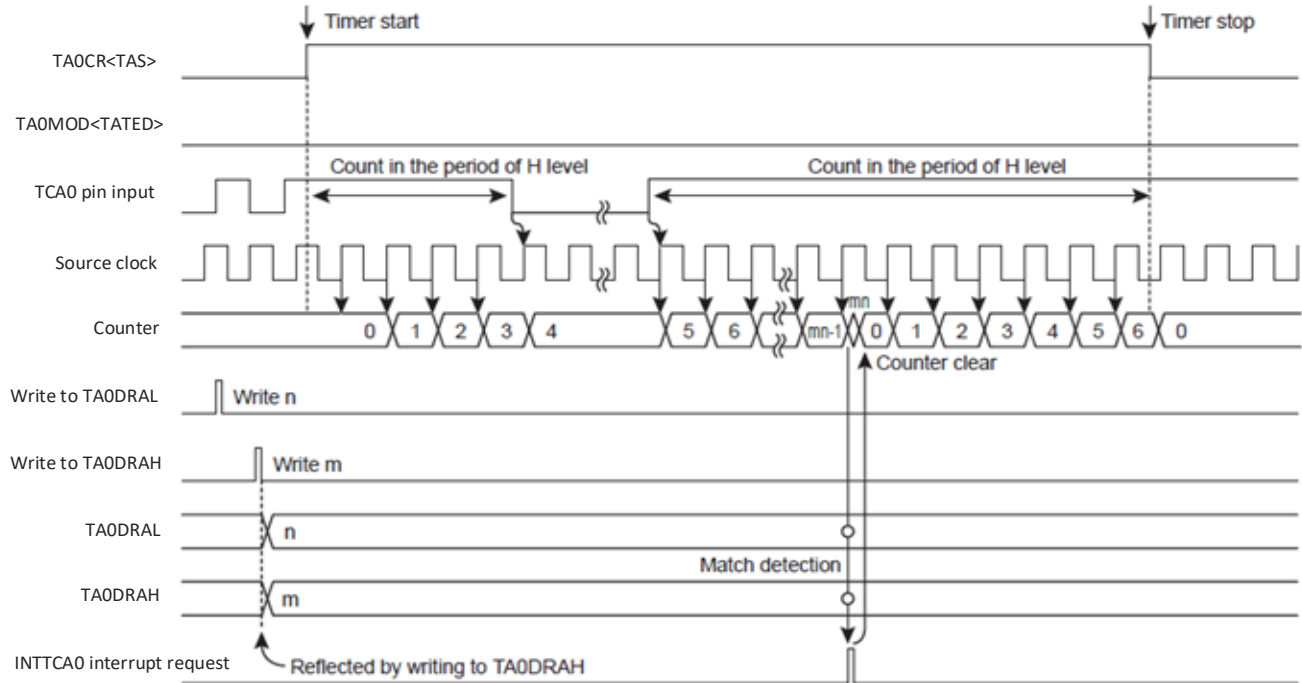 Timer start
Timer stop
TA0CR<TAS>
TA0MOD<TATED>
Count in the period of H level
Count in the period of H level
TCA0 pin input
Source clock
mn
Counter
0 1 2 3 4 5 6 mn-1 0 1 2 3 4 5 6 0
Counter clear
Write to TA0DRAL
Write n
Write to TA0DRAH
Write m
TA0DRAL
n
Match detection
TA0DRAH
m
INTTCA0 interrupt request
Reflected by writing to TA0DRAH